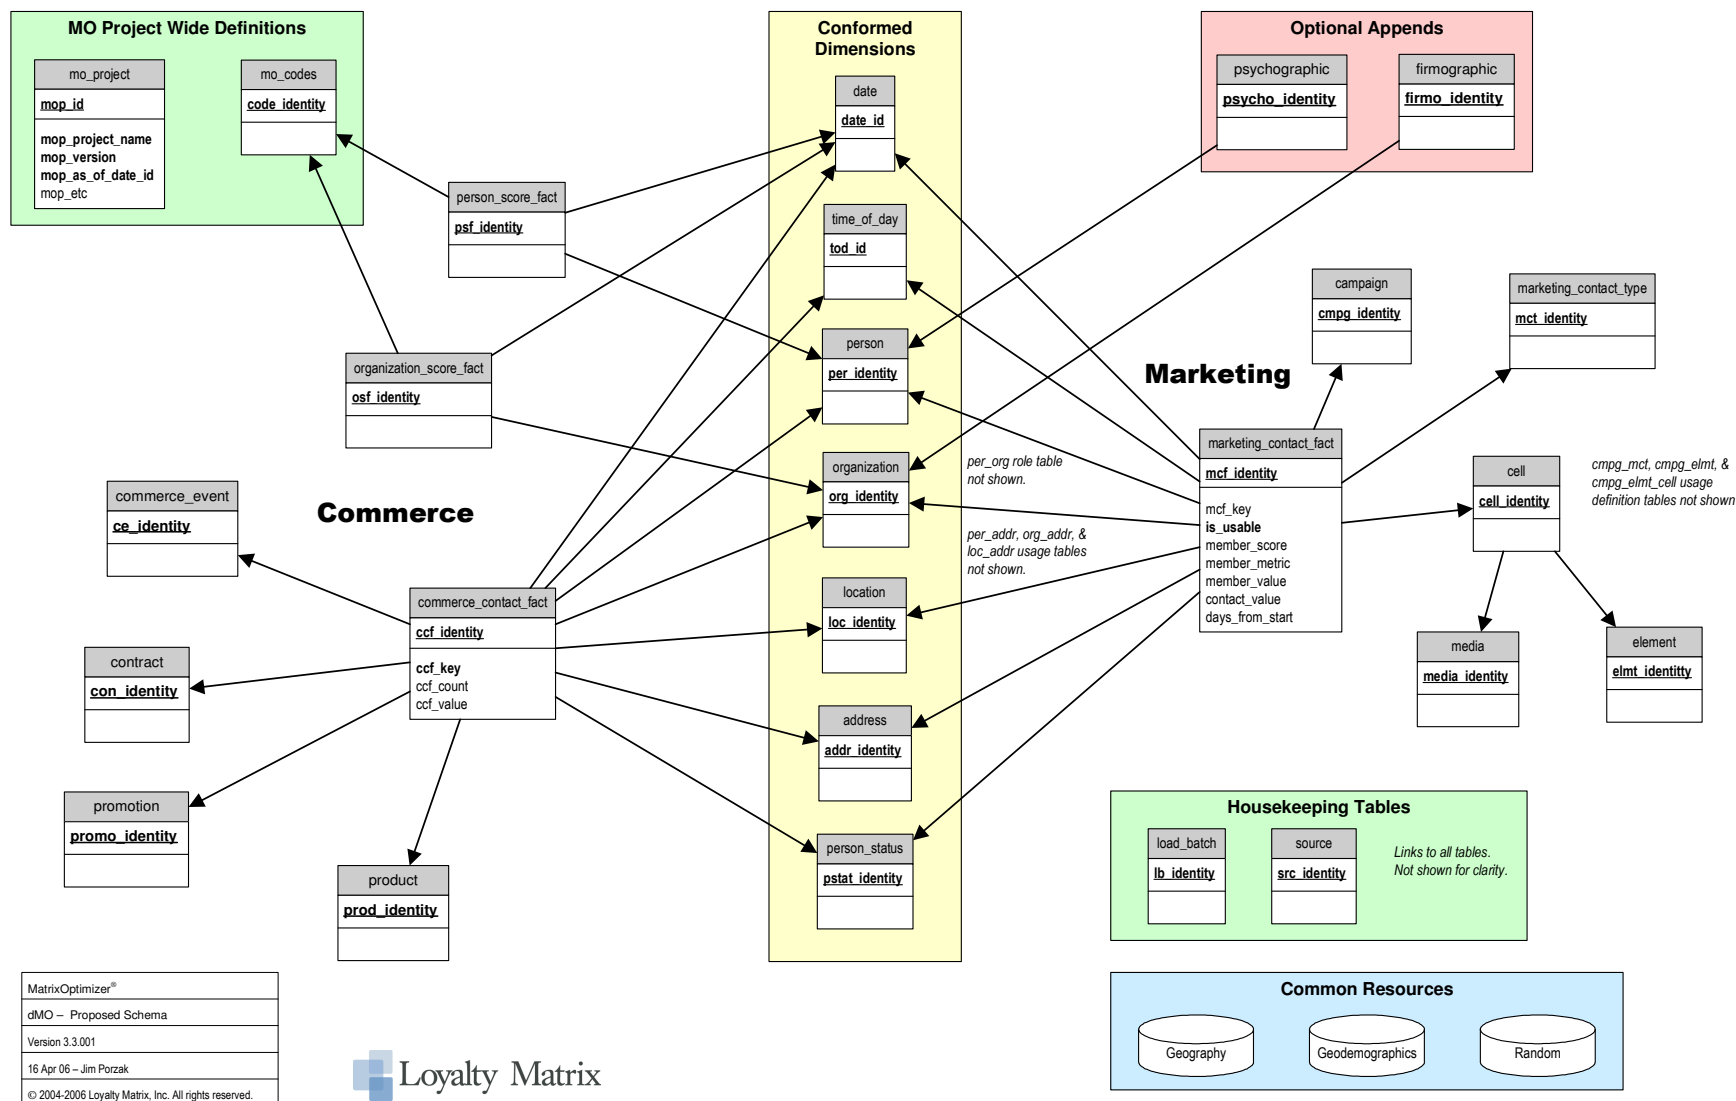 MO Project Wide Definitions
mo_project
mop_id
mop_project_name
mop_version
mop_as_of_date_id
mop_etc
mo_codes
code_identity
person_score_fact
psf_identity
organization_score_fact
osf_identity
Commerce
commerce_event
ce_identity
contract
con_identity
promotion
promo_identity
product
prod_identity
commerce_contact_fact
ccf_identity
ccf_key
ccf_count
ccf_value
Conformed
Dimensions
date
date_id
time_of_day
tod_id
person
per_identity
organization
org_identity
location
loc_identity
address
addr_identity
person_status
pstat_identity
per_org role table
not shown.
per_addr, org_addr, &
loc_addr usage tables
not shown.
Optional Appends
psychographic
psycho_identity
firmographic
firmo_identity
Marketing
campaign
cmpg_identity
marketing_contact_type
mct_identity
marketing_contact_fact
mcf_identity
mcf_key
is_usable
member_score
member_metric
member_value
contact_value
days_from_start
cell
cell_identity
cmpg_mct, cmpg_elmt, &
cmpg_elmt_cell usage
definition tables not shown
media
media_identity
element
elmt_identitty
Housekeeping Tables
load_batch
lb_identity
source
src_identity
Links to all tables.
Not shown for clarity.
Common Resources
Geography
Geodemographics
Random
MatrixOptimizer®
dMO – Proposed Schema
Version 3.3.001
16 Apr 06 – Jim Porzak
© 2004-2006 Loyalty Matrix, Inc. All rights reserved.
Loyalty Matrix